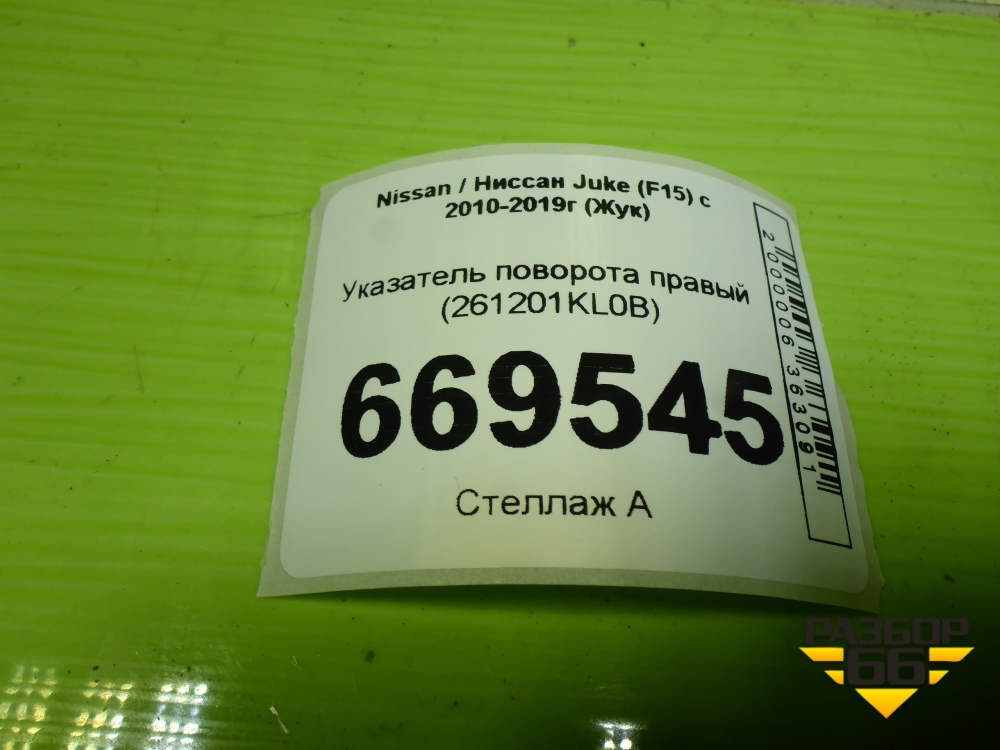 Nissan / Ниссан Juke (F15) с
2010-2019г (Жук)
Указатель поворота правый
(261201KL0B)
669545
Стеллаж А
2000006363091
РАЗБОР
66